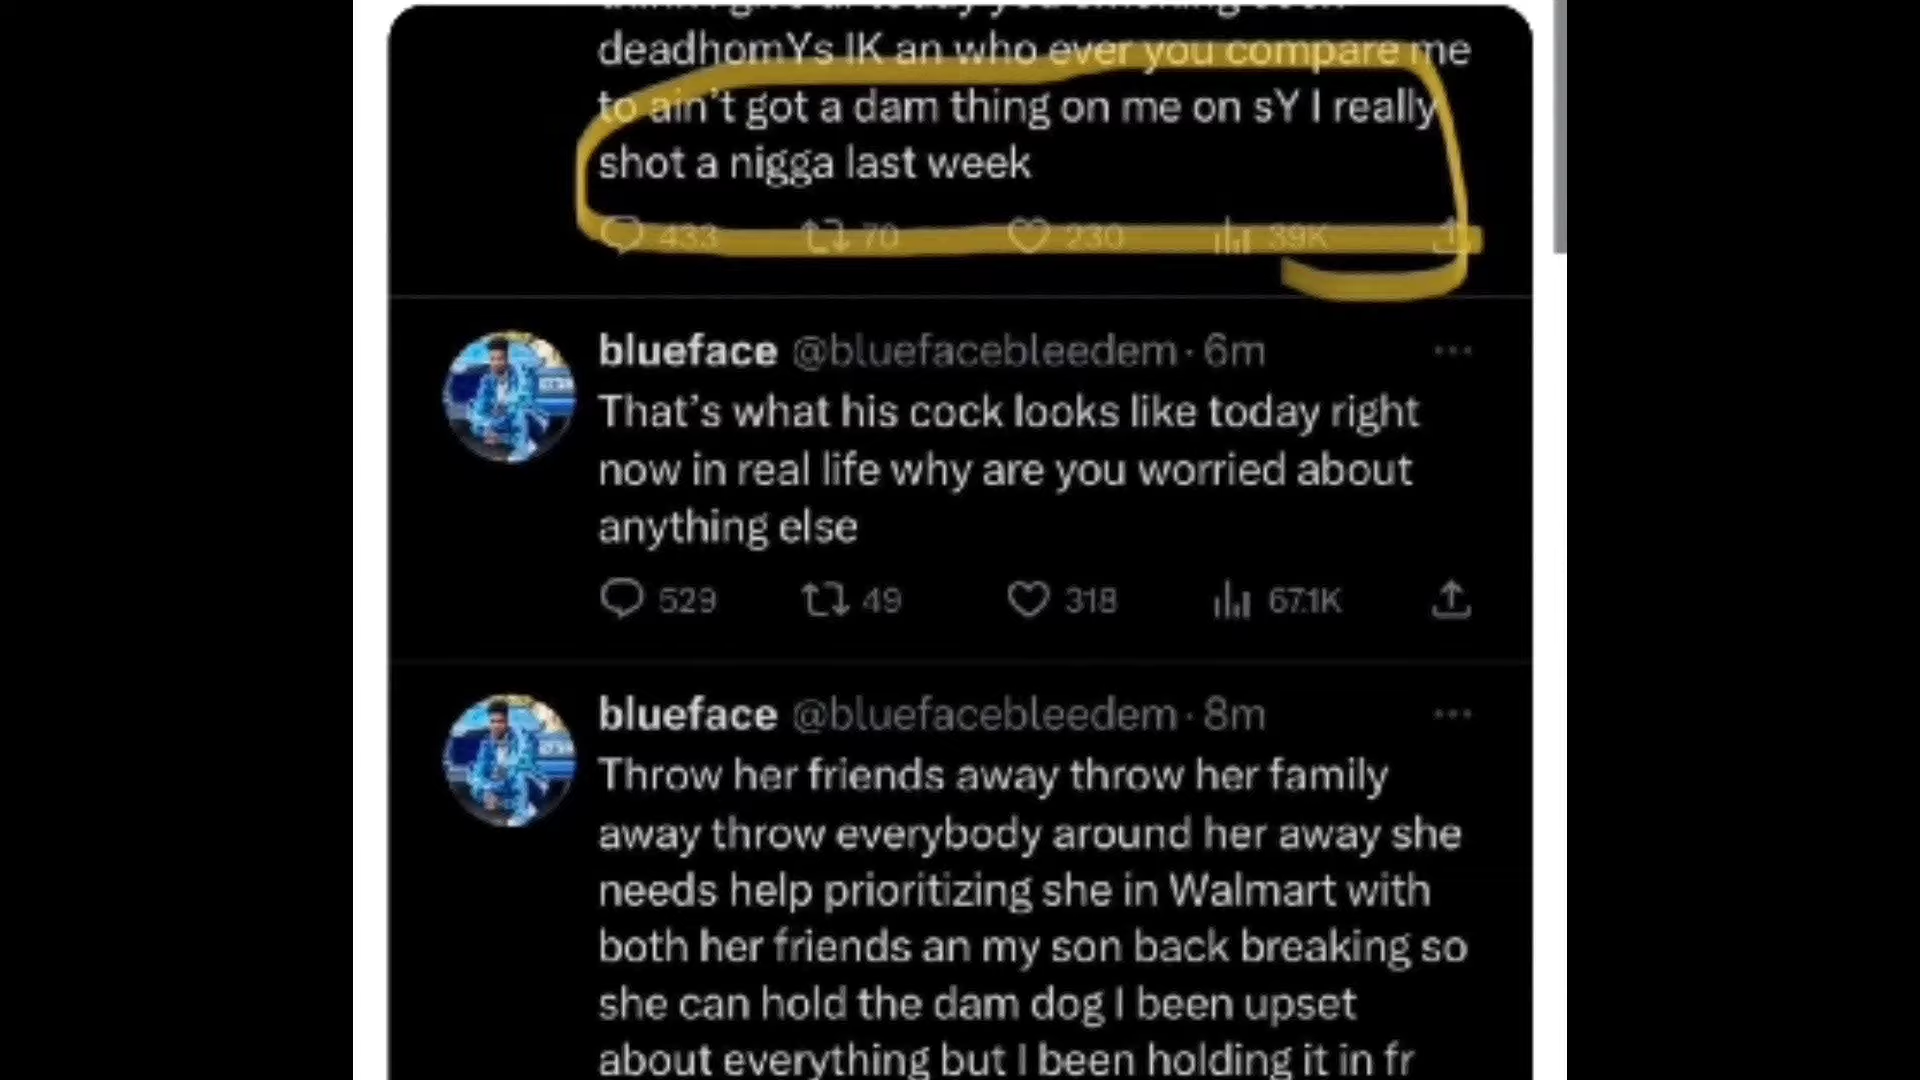 deadhomYs IK an who ever you compare me
to ain't got a dam thing on me on sY I really
shot a nigga last week
433 70 230 39K
blueface @bluefacebleedem · 6m
That's what his cock looks like today right
now in real life why are you worried about
anything else
529 49 318 67.1K
blueface @bluefacebleedem · 8m
Throw her friends away throw her family
away throw everybody around her away she
needs help prioritizing she in Walmart with
both her friends an my son back breaking so
she can hold the dam dog I been upset
about everything but I been holding it in fr